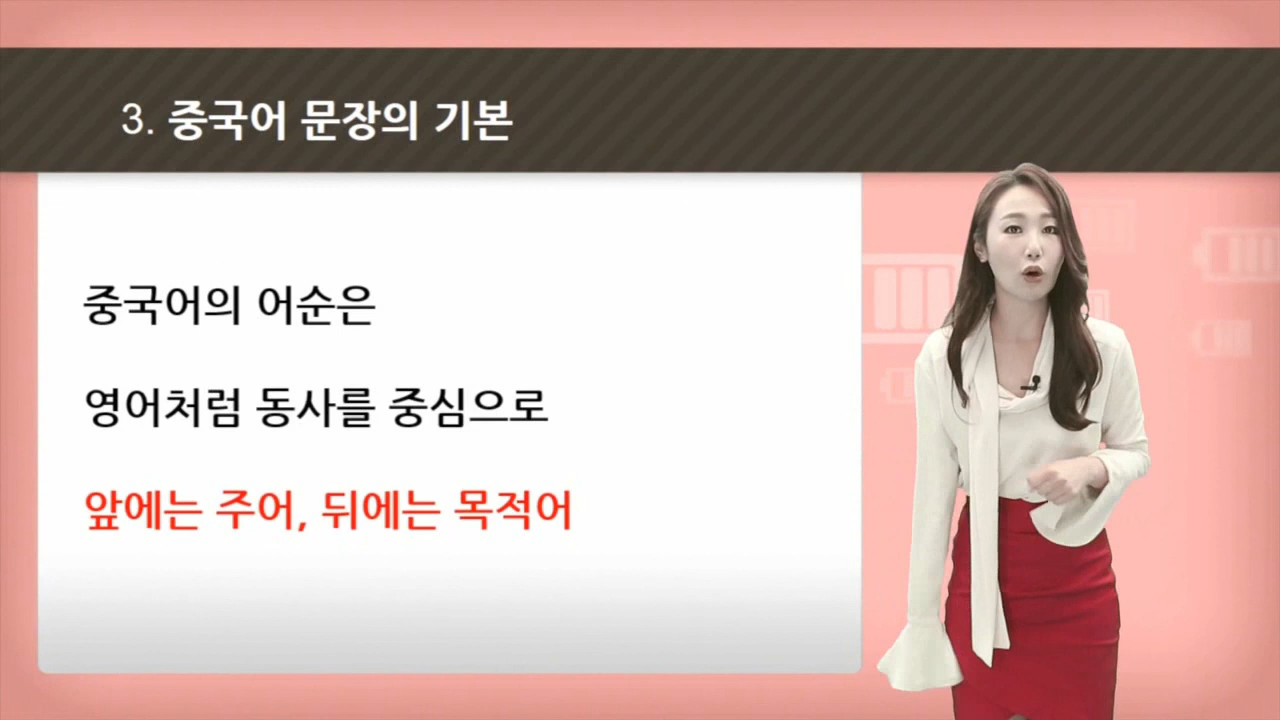 3. 중국어 문장의 기본
중국어의 어순은
영어처럼 동사를 중심으로
앞에는 주어, 뒤에는 목적어